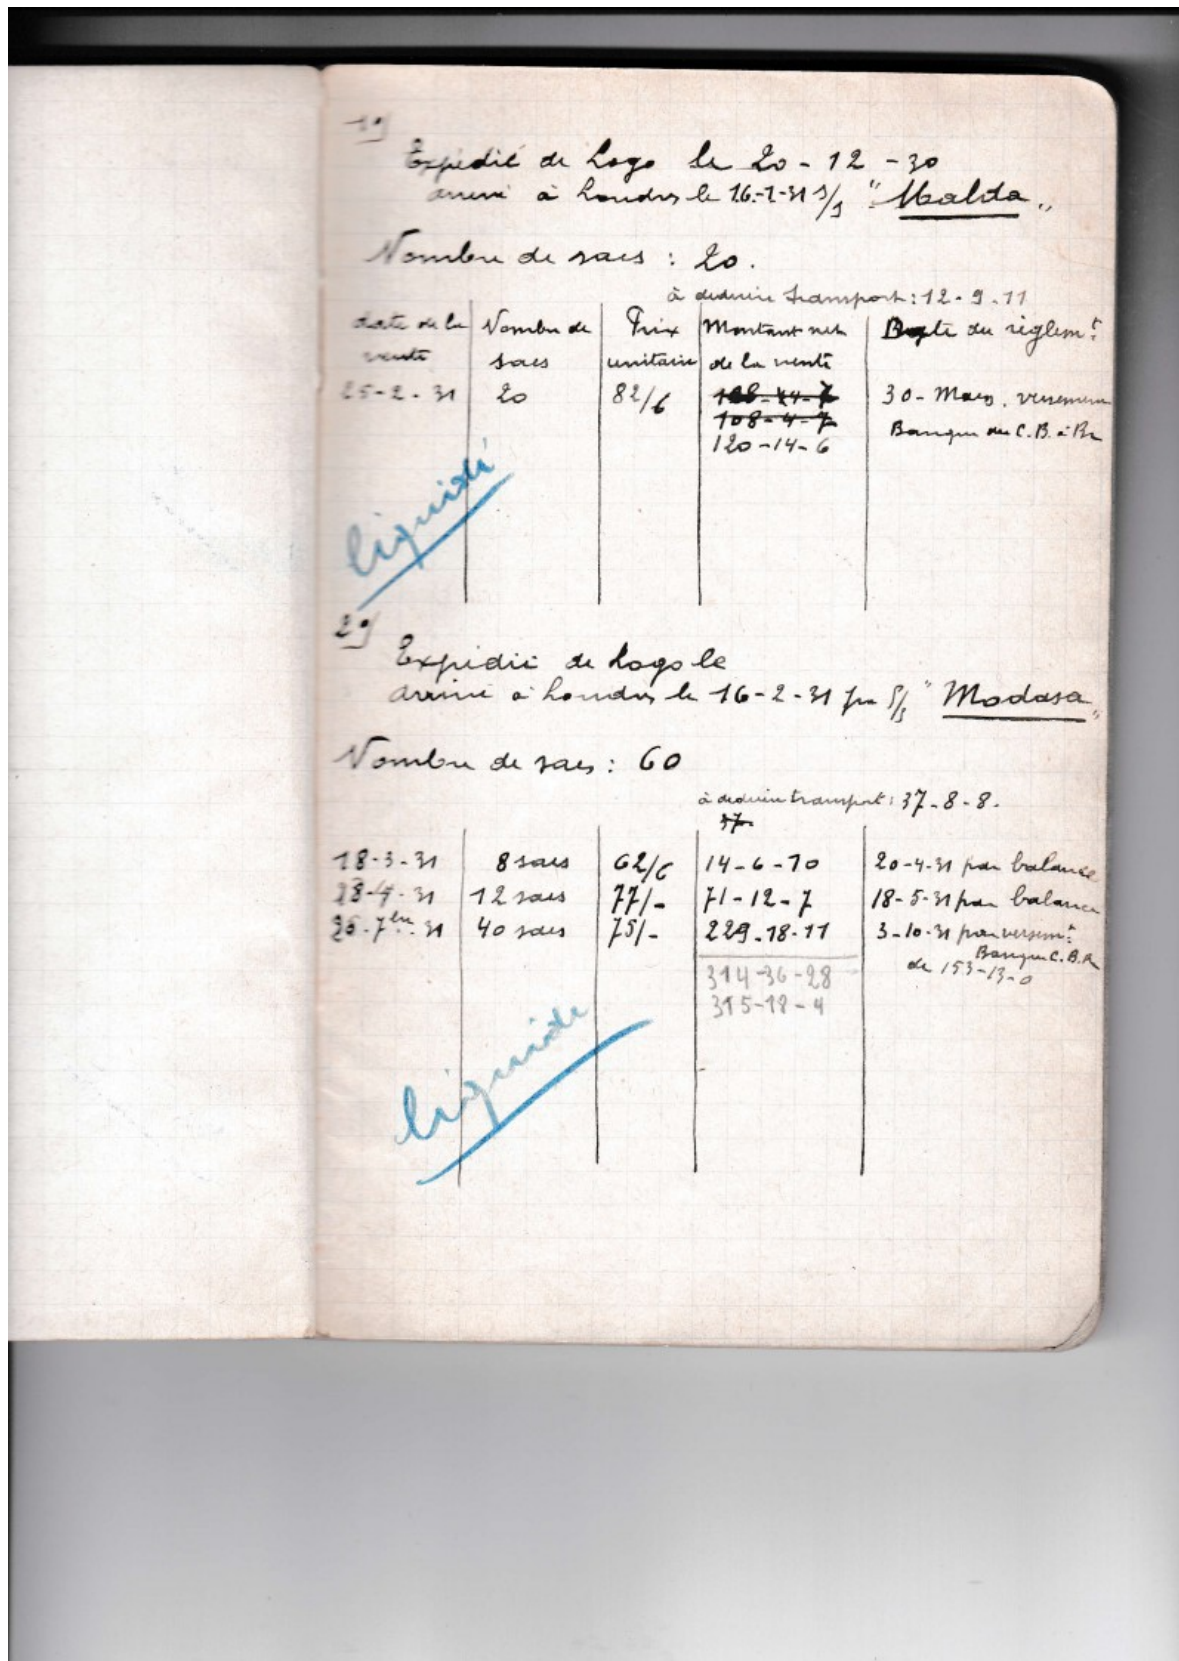 1°/
Expédié de Logo le 20 - 12 - 30
arrivé à Londres le 16-1-31 s/s "Malda"
Nombre de sacs : 20.
à déduire transport : 12 - 9 - 11
date de la vente | Nombre de sacs | Prix unitaire | Montant net de la vente | Date du règlemt
25-2-31 | 20 | 82/6 | 108-4-7 | 30 - Mars. versement
120-14-6 | Banque du C.B. à
liquidé
2°/
Expédié de Logo le
arrivé à Londres le 16-2-31 par s/s "Modasa"
Nombre de sacs : 60
à déduire transport : 37-8-8.
37-
18-3-31 | 8 sacs | 62/6 | 14-6-10 | 20-4-31 par balance
28-4-31 | 12 sacs | 77/- | 71-12-7 | 18-5-31 par balance
26-7bre-31 | 40 sacs | 75/- | 229-18-11 | 3-10-31 par versemt
Banque C.B.
de 153-13-0
314-36-28
315-18-4
liquidé